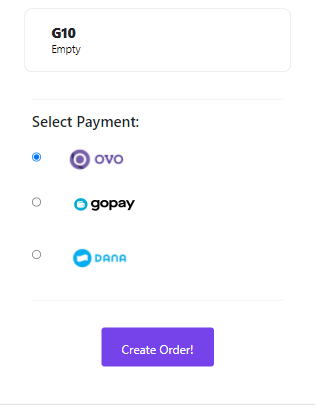 G10
Empty
Select Payment:
OVO
gopay
DANA
Create Order!